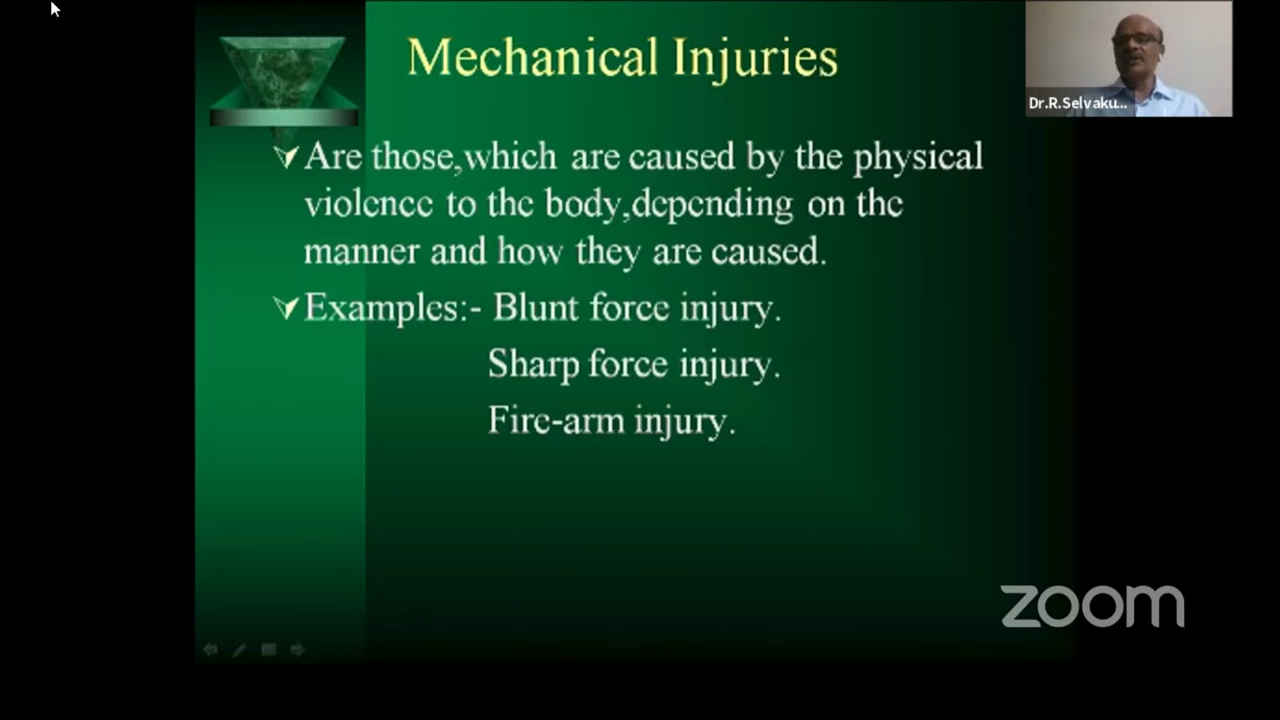 Mechanical Injuries
Dr.R.Selvaku...
Are those,which are caused by the physical
violence to the body,depending on the
manner and how they are caused.
Examples:- Blunt force injury.
Sharp force injury.
Fire-arm injury.
zoom